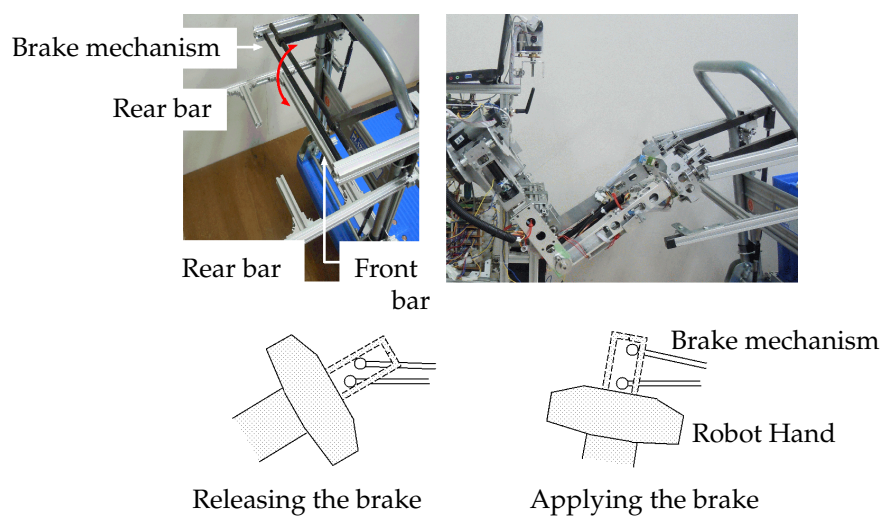 Brake mechanism
Rear bar
Rear bar
Front
bar
Brake mechanism
Robot Hand
Releasing the brake
Applying the brake